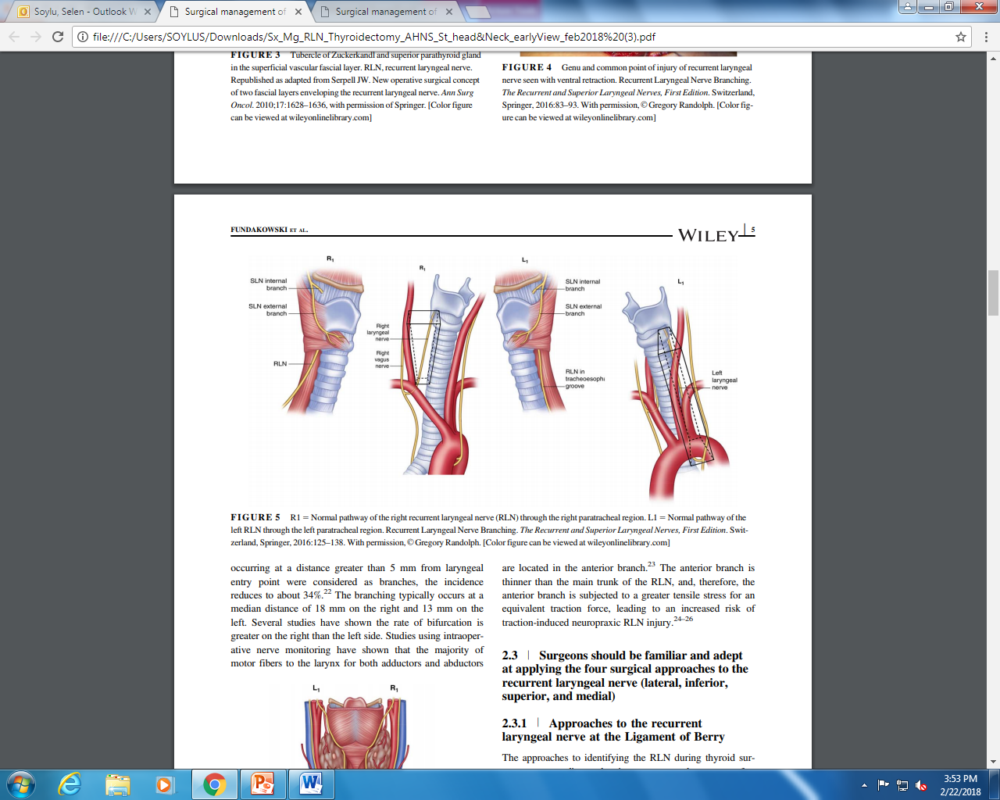 Soylu, Selen - Outlook W
Surgical management of
Surgical management of
file:///C:/Users/SOYLUS/Downloads/Sx_Mg_RLN_Thyroidectomy_AHNS_St_head&Neck_earlyView_feb2018%20(3).pdf
FIGURE 3 Tubercle of Zuckerkandl and superior parathyroid gland
in the superficial vascular fascial layer. RLN, recurrent laryngeal nerve.
Republished as adapted from Serpell JW. New operative surgical concept
of two fascial layers enveloping the recurrent laryngeal nerve. Ann Surg
Oncol. 2010;17:1628–1636, with permission of Springer. [Color figure
can be viewed at wileyonlinelibrary.com]
FIGURE 4 Genu and common point of injury of recurrent laryngeal
nerve seen with ventral retraction. Recurrent Laryngeal Nerve Branching.
The Recurrent and Superior Laryngeal Nerves, First Edition. Switzerland,
Springer, 2016:83–93. With permission, © Gregory Randolph. [Color fig-
ure can be viewed at wileyonlinelibrary.com]
FUNDAKOWSKI ET AL.
WILEY 5
R1
SLN internal
branch
SLN external
branch
RLN
R1
Right
laryngeal
nerve
Right
vagus
nerve
L1
SLN internal
branch
SLN external
branch
RLN in
tracheoesoph
groove
L1
Left
laryngeal
nerve
FIGURE 5 R1 = Normal pathway of the right recurrent laryngeal nerve (RLN) through the right paratracheal region. L1 = Normal pathway of the
left RLN through the left paratracheal region. Recurrent Laryngeal Nerve Branching. The Recurrent and Superior Laryngeal Nerves, First Edition. Swit-
zerland, Springer, 2016:125–138. With permission, © Gregory Randolph. [Color figure can be viewed at wileyonlinelibrary.com]
occurring at a distance greater than 5 mm from laryngeal
entry point were considered as branches, the incidence
reduces to about 34%.22 The branching typically occurs at a
median distance of 18 mm on the right and 13 mm on the
left. Several studies have shown the rate of bifurcation is
greater on the right than the left side. Studies using intraoper-
ative nerve monitoring have shown that the majority of
motor fibers to the larynx for both adductors and abductors
L1
R1
are located in the anterior branch.23 The anterior branch is
thinner than the main trunk of the RLN, and, therefore, the
anterior branch is subjected to a greater tensile stress for an
equivalent traction force, leading to an increased risk of
traction-induced neuropraxic RLN injury.24–26
2.3 | Surgeons should be familiar and adept
at applying the four surgical approaches to the
recurrent laryngeal nerve (lateral, inferior,
superior, and medial)
2.3.1 | Approaches to the recurrent
laryngeal nerve at the Ligament of Berry
The approaches to identifying the RLN during thyroid sur-
3:53 PM
2/22/2018